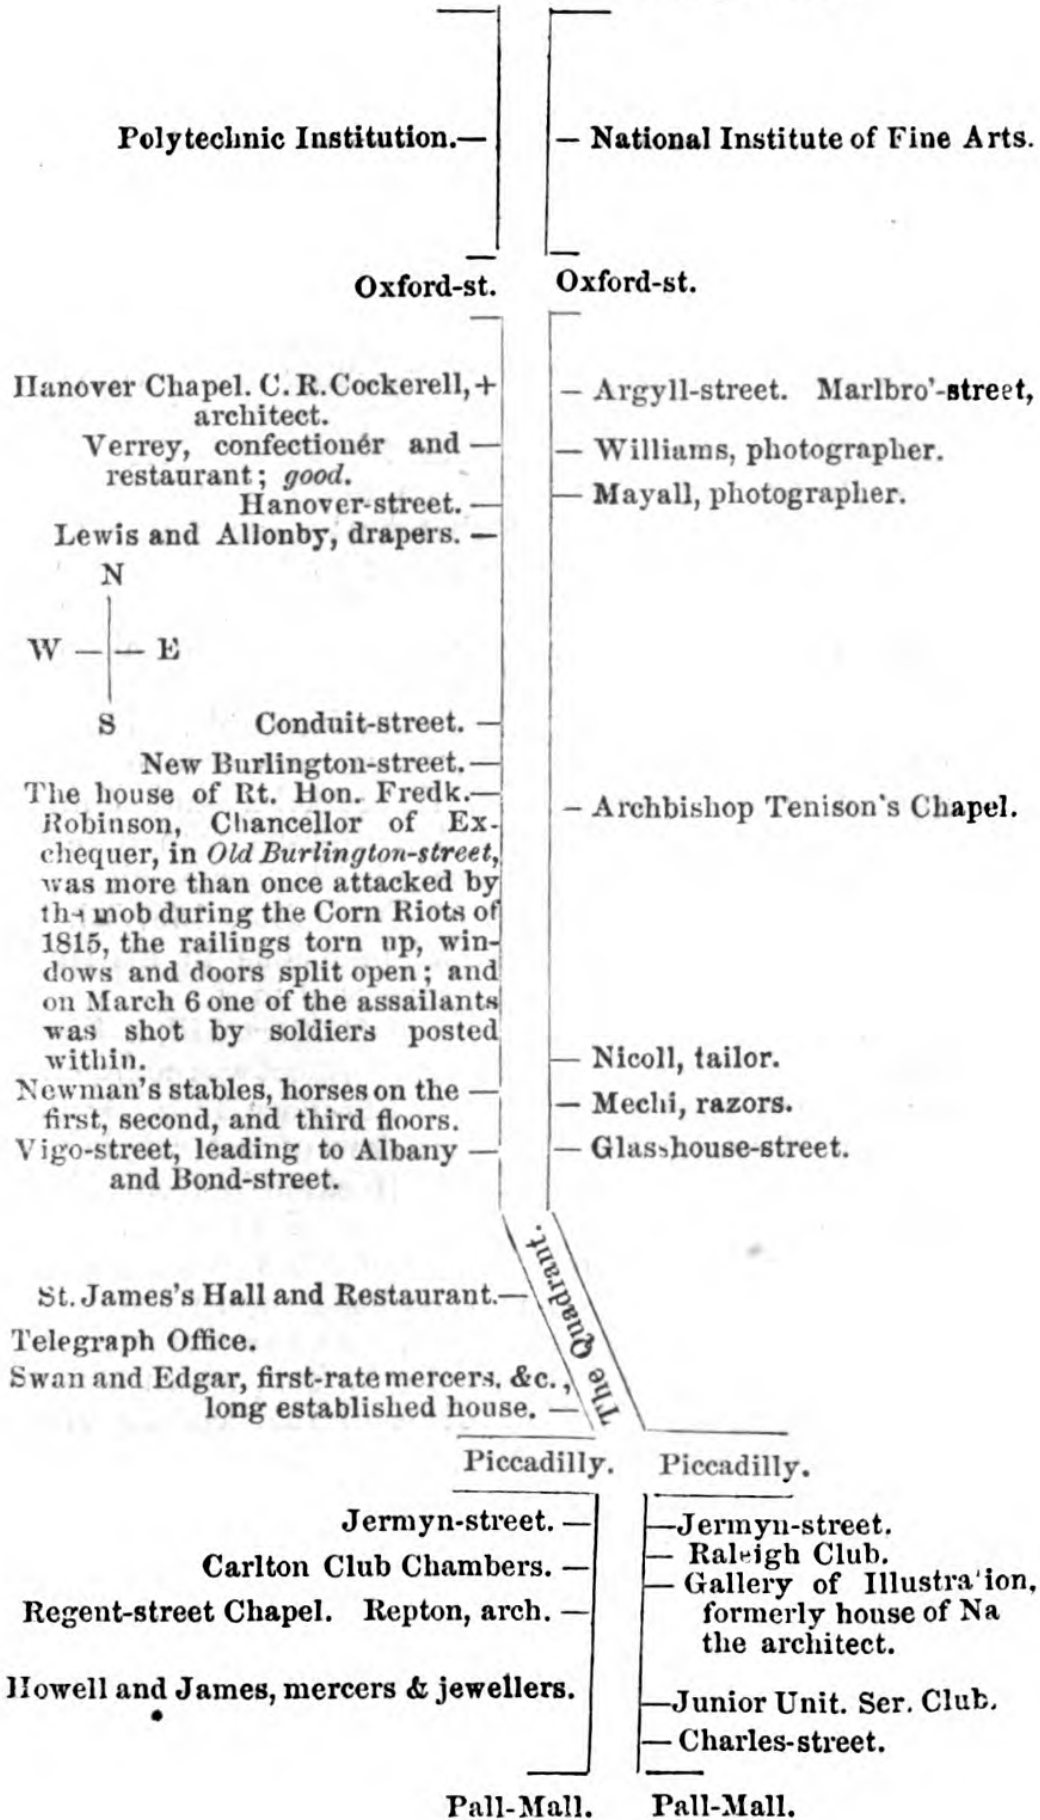 Polytechnic Institution.—
— National Institute of Fine Arts.
Oxford-st.
Oxford-st.
Hanover Chapel. C. R. Cockerell, +
architect.
Verrey, confectioner and —
restaurant; good.
Hanover-street. —
Lewis and Allonby, drapers. —
— Argyll-street. Marlbro'-street,
— Williams, photographer.
— Mayall, photographer.
N
W — — E
S
Conduit-street. —
New Burlington-street. —
The house of Rt. Hon. Fredk.—
Robinson, Chancellor of Ex-
chequer, in Old Burlington-street,
was more than once attacked by
the mob during the Corn Riots of
1815, the railings torn up, win-
dows and doors split open; and
on March 6 one of the assailants
was shot by soldiers posted
within.
Newman's stables, horses on the —
first, second, and third floors.
Vigo-street, leading to Albany —
and Bond-street.
— Archbishop Tenison's Chapel.
— Nicoll, tailor.
— Mechi, razors.
— Glasshouse-street.
The Quadrant.
St. James's Hall and Restaurant.—
Telegraph Office.
Swan and Edgar, first-rate mercers, &c.,
long established house. —
Piccadilly.
Piccadilly.
Jermyn-street. —
Carlton Club Chambers. —
Regent-street Chapel. Repton, arch. —
Howell and James, mercers & jewellers.
—Jermyn-street.
— Raleigh Club.
— Gallery of Illustration,
formerly house of Na
the architect.
—Junior Unit. Ser. Club.
— Charles-street.
Pall-Mall.
Pall-Mall.